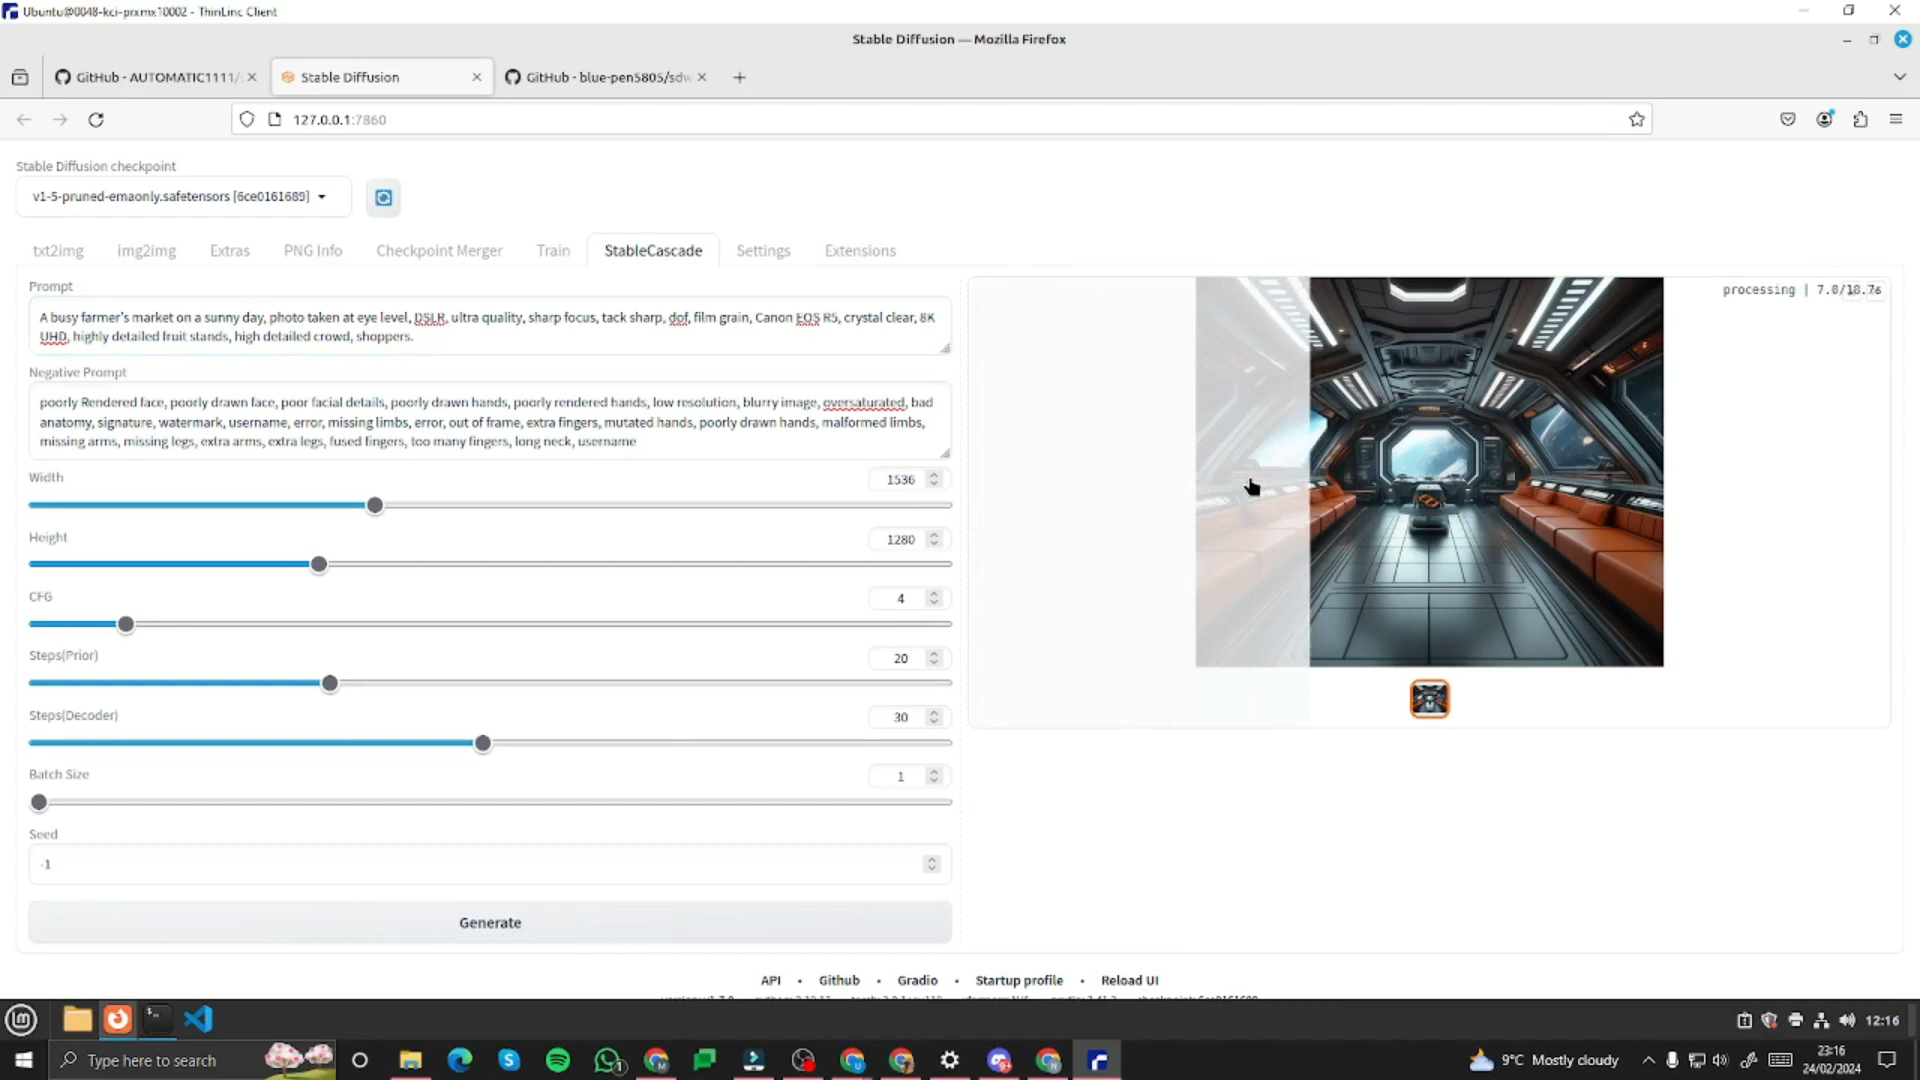 Ubuntu@0048-kci-prxmx10002 - ThinLinc Client
Stable Diffusion — Mozilla Firefox
GitHub - AUTOMATIC1111/
Stable Diffusion
GitHub - blue-pen5805/sdw
127.0.0.1:7860
Stable Diffusion checkpoint
v1-5-pruned-emaonly.safetensors [6ce0161689]
txt2img
img2img
Extras
PNG Info
Checkpoint Merger
Train
StableCascade
Settings
Extensions
Prompt
A busy farmer's market on a sunny day, photo taken at eye level, DSLR, ultra quality, sharp focus, tack sharp, dof, film grain, Canon EOS R5, crystal clear, 8K
UHD, highly detailed fruit stands, high detailed crowd, shoppers.
processing | 7.0/18.7s
Negative Prompt
poorly Rendered face, poorly drawn face, poor facial details, poorly drawn hands, poorly rendered hands, low resolution, blurry image, oversaturated, bad
anatomy, signature, watermark, username, error, missing limbs, error, out of frame, extra fingers, mutated hands, poorly drawn hands, malformed limbs,
missing arms, missing legs, extra arms, extra legs, fused fingers, too many fingers, long neck, username
Width
1536
Height
1280
CFG
4
Steps(Prior)
20
Steps(Decoder)
30
Batch Size
1
Seed
-1
Generate
API • Github • Gradio • Startup profile • Reload UI
12:16
Type here to search
9°C Mostly cloudy
23:16
24/02/2024